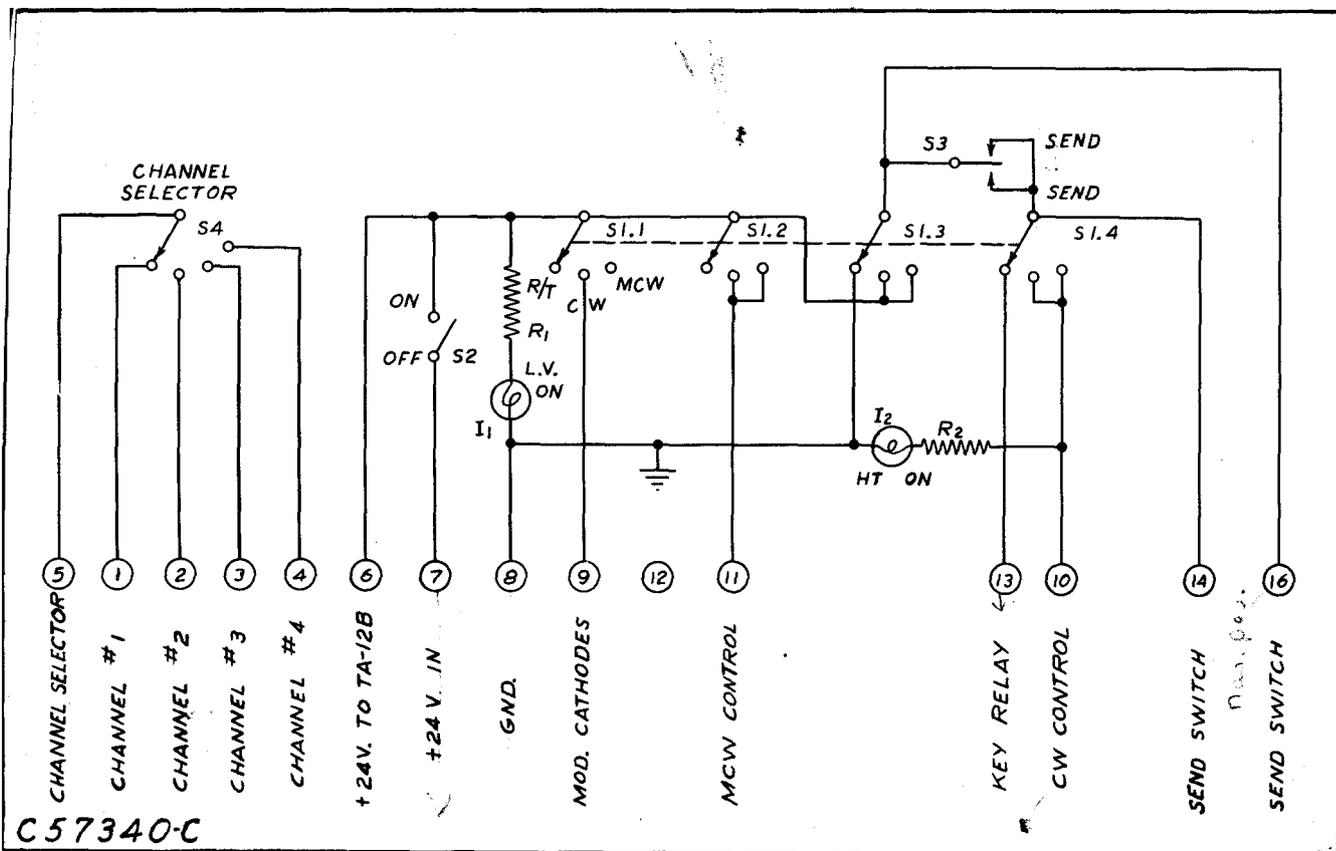 CHANNEL
SELECTOR
S4
ON
OFF
S2
R/T
R1
L.V.
ON
I1
C W
MCW
S1.1
S1.2
S1.3
S1.4
S3
SEND
SEND
I2
R2
HT ON
5
1
2
3
4
6
7
8
9
12
11
13
10
14
16
CHANNEL SELECTOR
CHANNEL #1
CHANNEL #2
CHANNEL #3
CHANNEL #4
+24V. TO TA-12B
+24 V. IN
GND.
MOD. CATHODES
MCW CONTROL
KEY RELAY
CW CONTROL
SEND SWITCH
SEND SWITCH
C57340-C